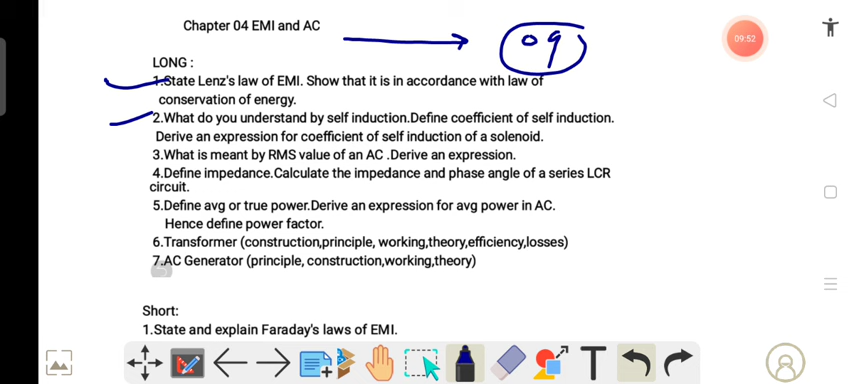 Chapter 04 EMI and AC
09
09:52
LONG :
1.State Lenz's law of EMI. Show that it is in accordance with law of
conservation of energy.
2.What do you understand by self induction.Define coefficient of self induction.
Derive an expression for coefficient of self induction of a solenoid.
3.What is meant by RMS value of an AC .Derive an expression.
4.Define impedance.Calculate the impedance and phase angle of a series LCR
circuit.
5.Define avg or true power.Derive an expression for avg power in AC.
Hence define power factor.
6.Transformer (construction,principle, working,theory,efficiency,losses)
7.AC Generator (principle, construction,working,theory)
Short:
1.State and explain Faraday's laws of EMI.
T